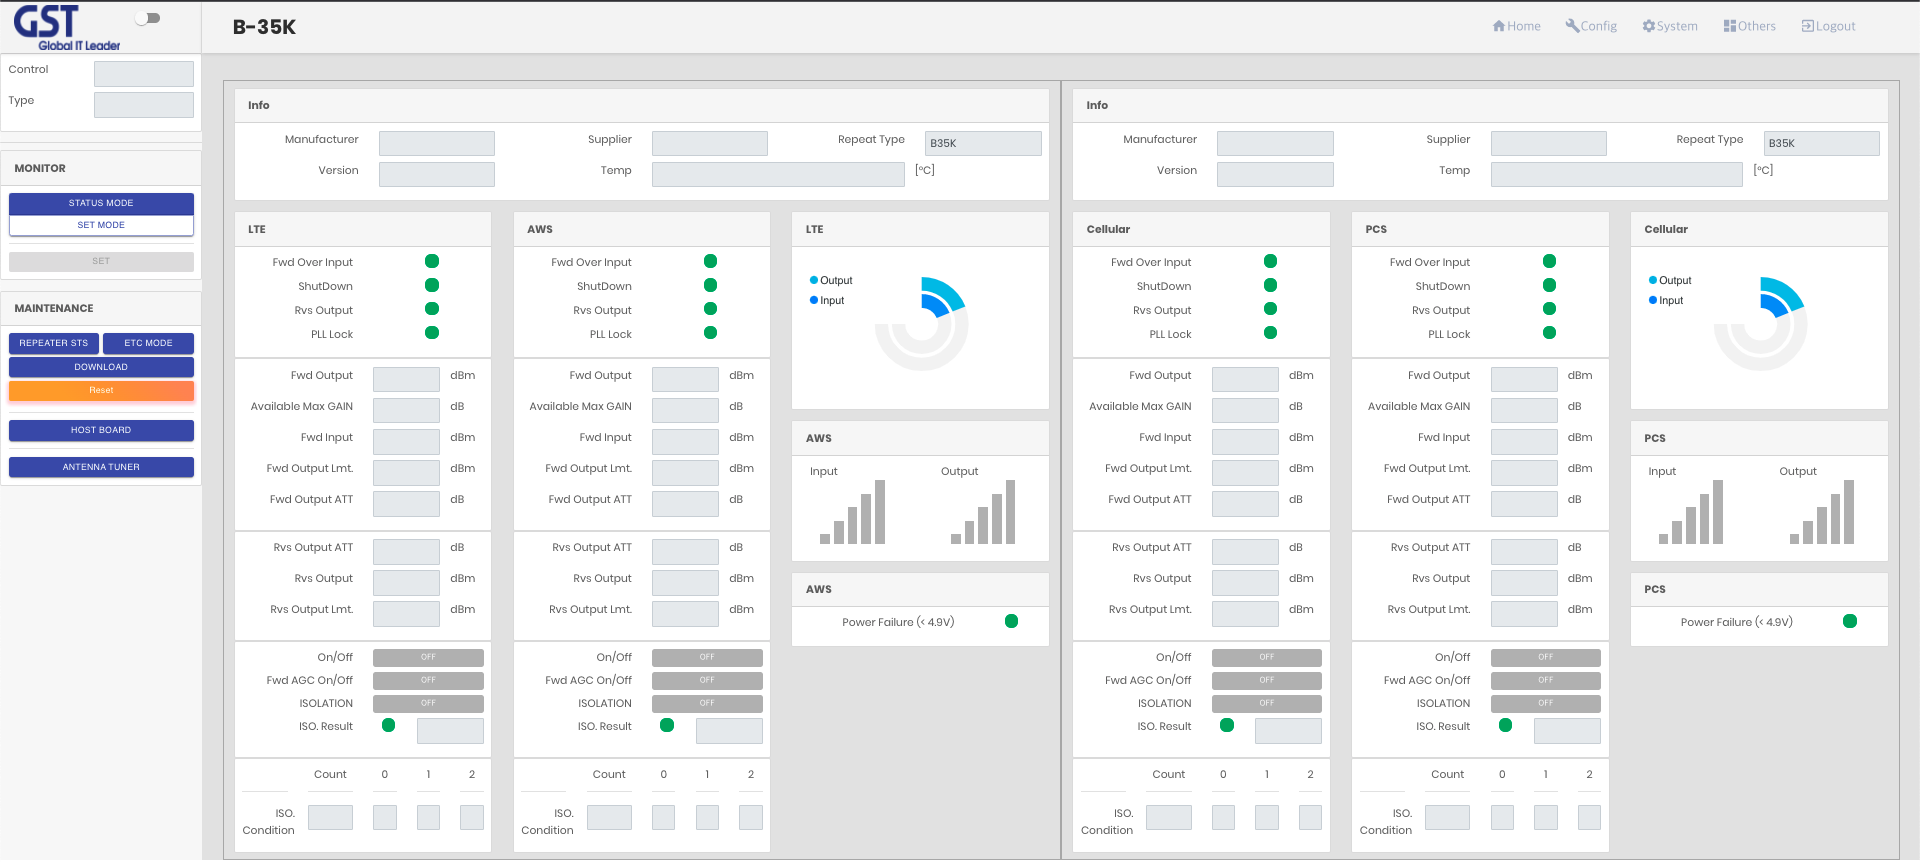 GST
Global IT Leader
B-35K
Home
Config
System
Others
Logout
Control
Type
MONITOR
STATUS MODE
SET MODE
SET
MAINTENANCE
REPEATER STS
ETC MODE
DOWNLOAD
Reset
HOST BOARD
ANTENNA TUNER
Info
Manufacturer
Supplier
Repeat Type
B35K
Version
Temp
[°C]
LTE
Fwd Over Input
ShutDown
Rvs Output
PLL Lock
Fwd Output
dBm
Available Max GAIN
dB
Fwd Input
dBm
Fwd Output Lmt.
dBm
Fwd Output ATT
dB
Rvs Output ATT
dB
Rvs Output
dBm
Rvs Output Lmt.
dBm
On/Off
OFF
Fwd AGC On/Off
OFF
ISOLATION
OFF
ISO. Result
Count 0 1 2
ISO.
Condition
AWS
Fwd Over Input
ShutDown
Rvs Output
PLL Lock
Fwd Output
dBm
Available Max GAIN
dB
Fwd Input
dBm
Fwd Output Lmt.
dBm
Fwd Output ATT
dB
Rvs Output ATT
dB
Rvs Output
dBm
Rvs Output Lmt.
dBm
On/Off
OFF
Fwd AGC On/Off
OFF
ISOLATION
OFF
ISO. Result
Count 0 1 2
ISO.
Condition
LTE
Output
Input
AWS
Input
Output
AWS
Power Failure (< 4.9V)
Info
Manufacturer
Supplier
Repeat Type
B35K
Version
Temp
[°C]
Cellular
Fwd Over Input
ShutDown
Rvs Output
PLL Lock
Fwd Output
dBm
Available Max GAIN
dB
Fwd Input
dBm
Fwd Output Lmt.
dBm
Fwd Output ATT
dB
Rvs Output ATT
dB
Rvs Output
dBm
Rvs Output Lmt.
dBm
On/Off
OFF
Fwd AGC On/Off
OFF
ISOLATION
OFF
ISO. Result
Count 0 1 2
ISO.
Condition
PCS
Fwd Over Input
ShutDown
Rvs Output
PLL Lock
Fwd Output
dBm
Available Max GAIN
dB
Fwd Input
dBm
Fwd Output Lmt.
dBm
Fwd Output ATT
dB
Rvs Output ATT
dB
Rvs Output
dBm
Rvs Output Lmt.
dBm
On/Off
OFF
Fwd AGC On/Off
OFF
ISOLATION
OFF
ISO. Result
Count 0 1 2
ISO.
Condition
Cellular
Output
Input
PCS
Input
Output
PCS
Power Failure (< 4.9V)